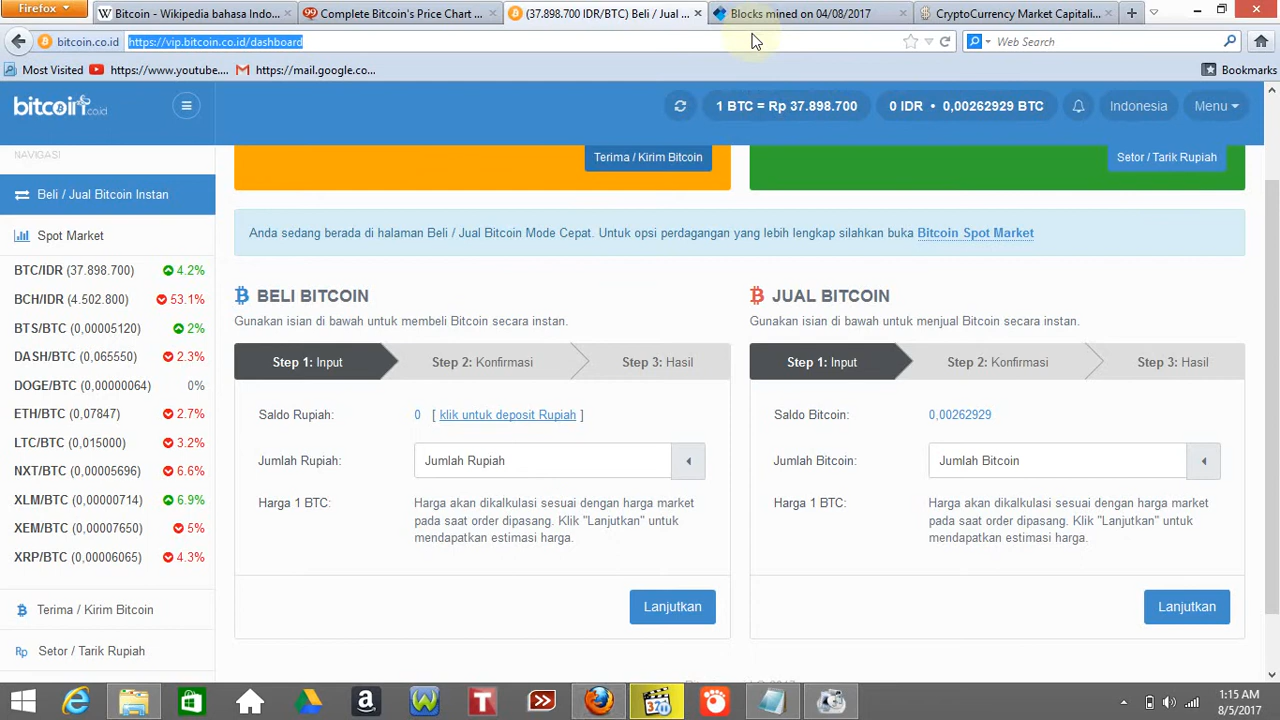 Firefox
Bitcoin - Wikipedia bahasa Indo...
Complete Bitcoin's Price Chart ...
(37.898.700 IDR/BTC) Beli / Jual ...
Blocks mined on 04/08/2017
CryptoCurrency Market Capitali...
bitcoin.co.id
https://vip.bitcoin.co.id/dashboard
Web Search
Most Visited
https://www.youtube....
https://mail.google.co...
Bookmarks
bitcoin.co.id
1 BTC = Rp 37.898.700
0 IDR • 0,00262929 BTC
Indonesia
Menu
NAVIGASI
Terima / Kirim Bitcoin
Setor / Tarik Rupiah
Beli / Jual Bitcoin Instan
Spot Market
BTC/IDR (37.898.700) 4.2%
BCH/IDR (4.502.800) 53.1%
BTS/BTC (0,00005120) 2%
DASH/BTC (0,065550) 2.3%
DOGE/BTC (0,00000064) 0%
ETH/BTC (0,07847) 2.7%
LTC/BTC (0,015000) 3.2%
NXT/BTC (0,00005696) 6.6%
XLM/BTC (0,00000714) 6.9%
XEM/BTC (0,00007650) 5%
XRP/BTC (0,00006065) 4.3%
Terima / Kirim Bitcoin
Rp Setor / Tarik Rupiah
Anda sedang berada di halaman Beli / Jual Bitcoin Mode Cepat. Untuk opsi perdagangan yang lebih lengkap silahkan buka Bitcoin Spot Market
BELI BITCOIN
Gunakan isian di bawah untuk membeli Bitcoin secara instan.
Step 1: Input
Step 2: Konfirmasi
Step 3: Hasil
Saldo Rupiah: 0 [ klik untuk deposit Rupiah ]
Jumlah Rupiah: Jumlah Rupiah
Harga 1 BTC: Harga akan dikalkulasi sesuai dengan harga market
pada saat order dipasang. Klik "Lanjutkan" untuk
mendapatkan estimasi harga.
Lanjutkan
JUAL BITCOIN
Gunakan isian di bawah untuk menjual Bitcoin secara instan.
Step 1: Input
Step 2: Konfirmasi
Step 3: Hasil
Saldo Bitcoin: 0,00262929
Jumlah Bitcoin: Jumlah Bitcoin
Harga 1 BTC: Harga akan dikalkulasi sesuai dengan harga market
pada saat order dipasang. Klik "Lanjutkan" untuk
mendapatkan estimasi harga.
Lanjutkan
1:15 AM
8/5/2017